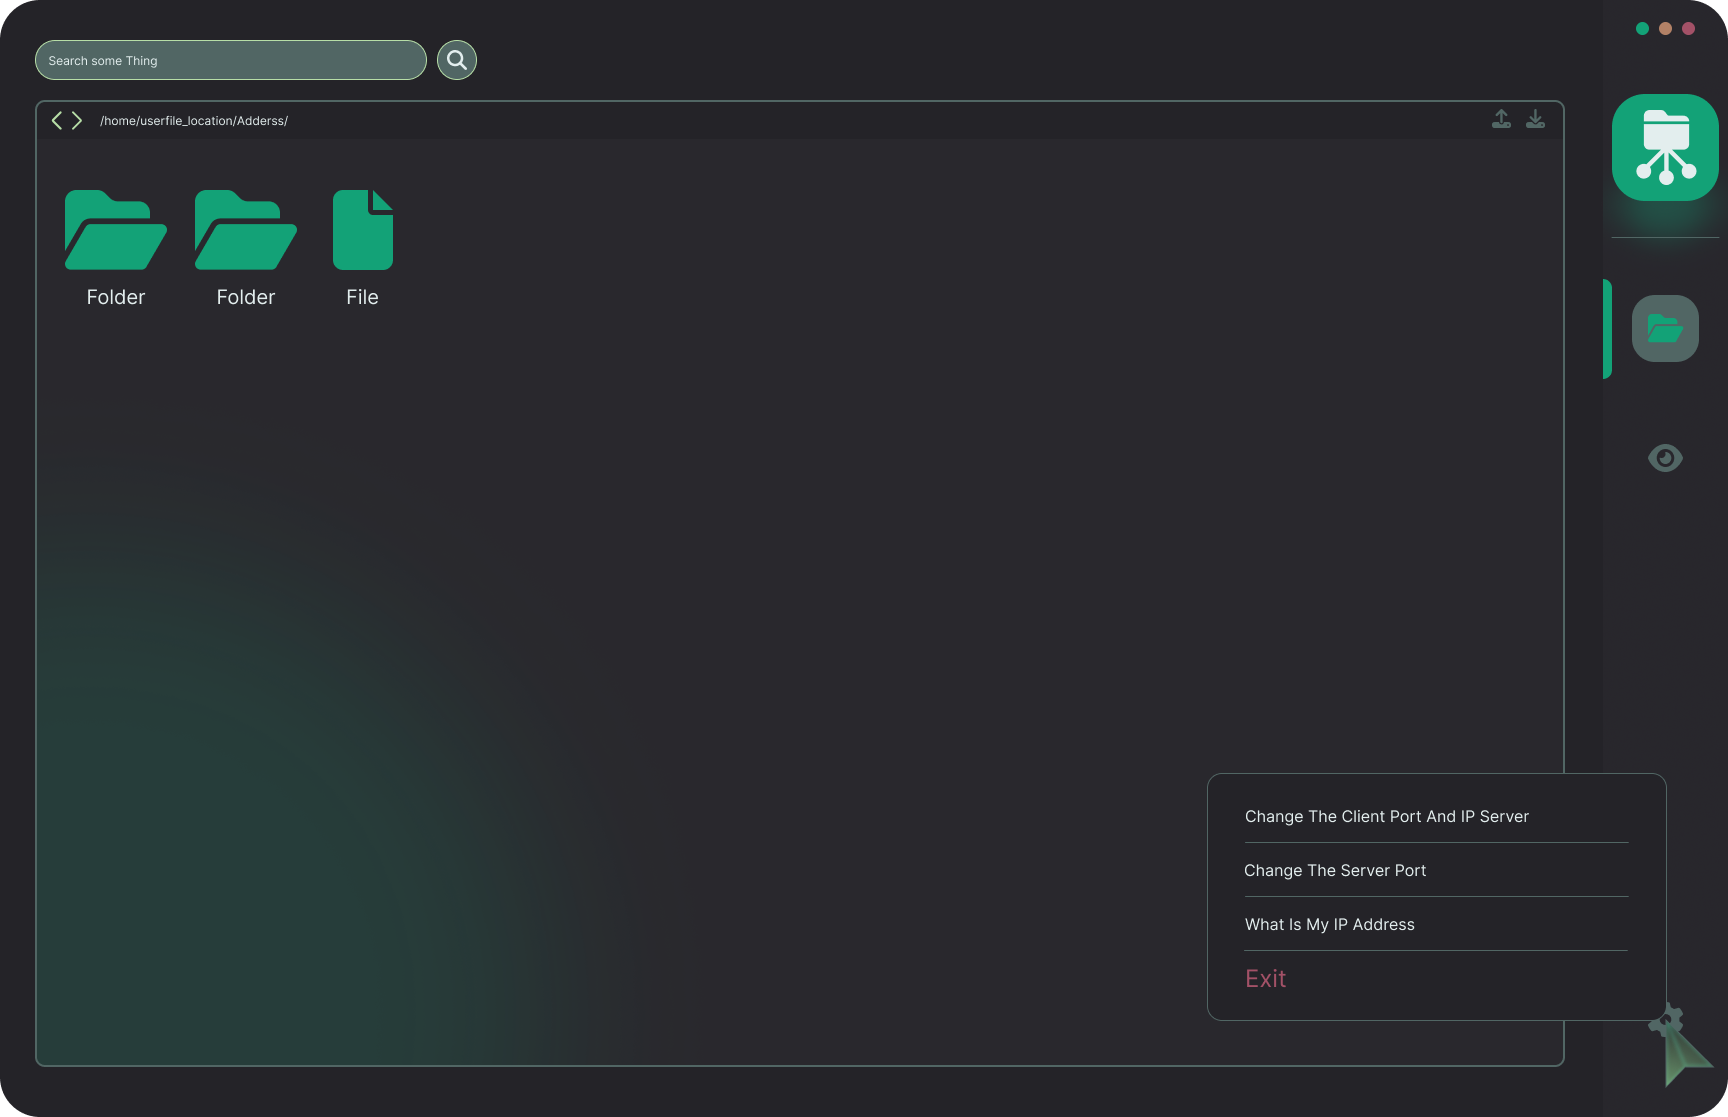 Search some Thing
/home/userfile_location/Adderss/
Folder
Folder
File
Change The Client Port And IP Server
Change The Server Port
What Is My IP Address
Exit